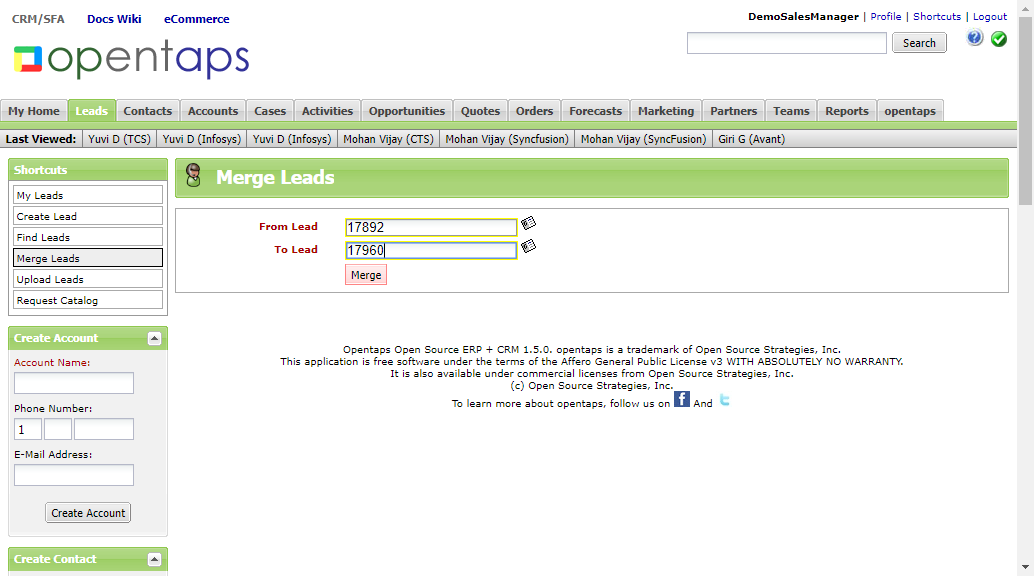 CRM/SFA Docs Wiki eCommerce
DemoSalesManager | Profile | Shortcuts | Logout
opentaps
Search
My Home Leads Contacts Accounts Cases Activities Opportunities Quotes Orders Forecasts Marketing Partners Teams Reports opentaps
Last Viewed: Yuvi D (TCS) Yuvi D (Infosys) Yuvi D (Infosys) Mohan Vijay (CTS) Mohan Vijay (Syncfusion) Mohan Vijay (SyncFusion) Giri G (Avant)
Shortcuts
My Leads
Create Lead
Find Leads
Merge Leads
Upload Leads
Request Catalog
Create Account
Account Name:
Phone Number:
1
E-Mail Address:
Create Account
Create Contact
Merge Leads
From Lead 17892
To Lead 17960
Merge
Opentaps Open Source ERP + CRM 1.5.0. opentaps is a trademark of Open Source Strategies, Inc.
This application is free software under the terms of the Affero General Public License v3 WITH ABSOLUTELY NO WARRANTY.
It is also available under commercial licenses from Open Source Strategies, Inc.
(c) Open Source Strategies, Inc.
To learn more about opentaps, follow us on f And t